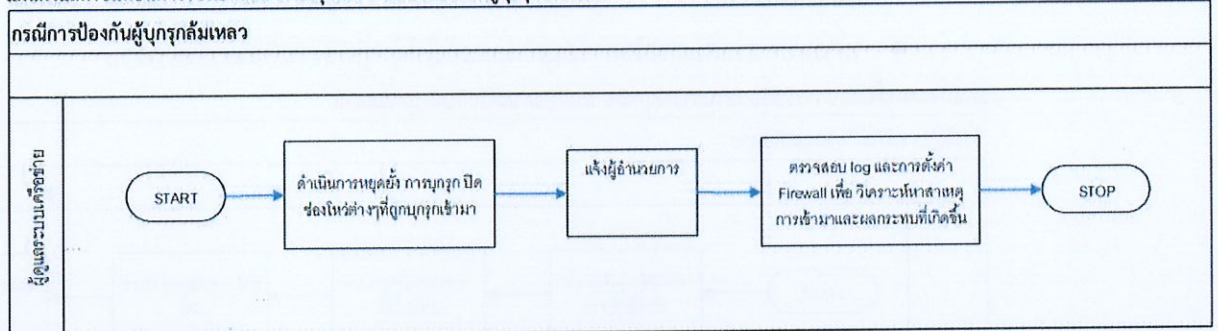 กรณีการป้องกันผู้บุกรุกล้มเหลว
ผู้ดูแลระบบเครือข่าย
START
ดำเนินการหยุดยั้ง การบุกรุก ปิด
ช่องโหว่ต่างๆที่ถูกบุกรุกเข้ามา
แจ้งผู้อำนวยการ
ตรวจสอบ log และการตั้งค่า
Firewall เพื่อ วิเคราะห์หาสาเหตุ
การเข้ามาและผลกระทบที่เกิดขึ้น
STOP